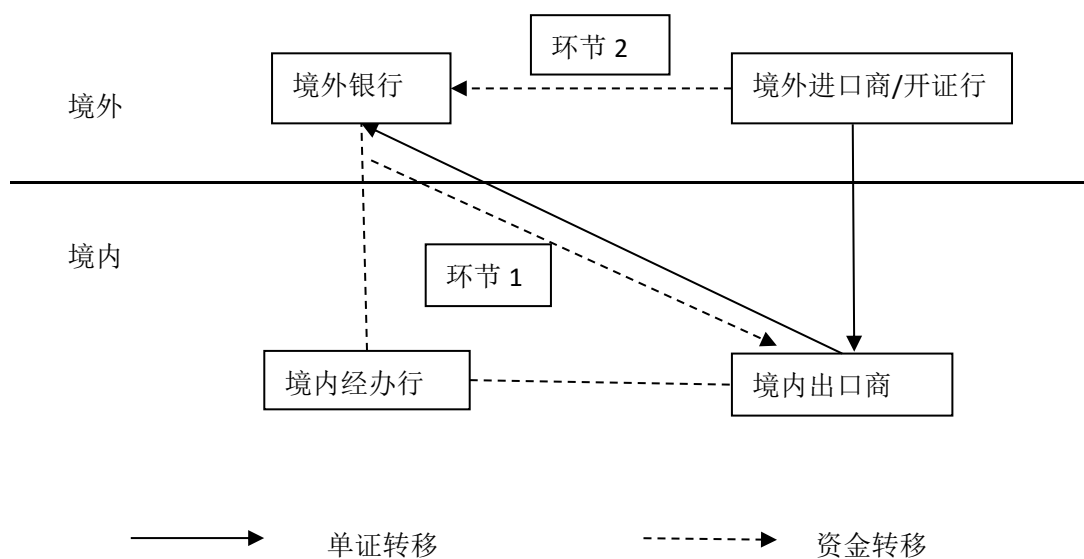 环节 2
境外银行
境外进口商/开证行
境外
境内
环节 1
境内经办行
境内出口商
单证转移
资金转移